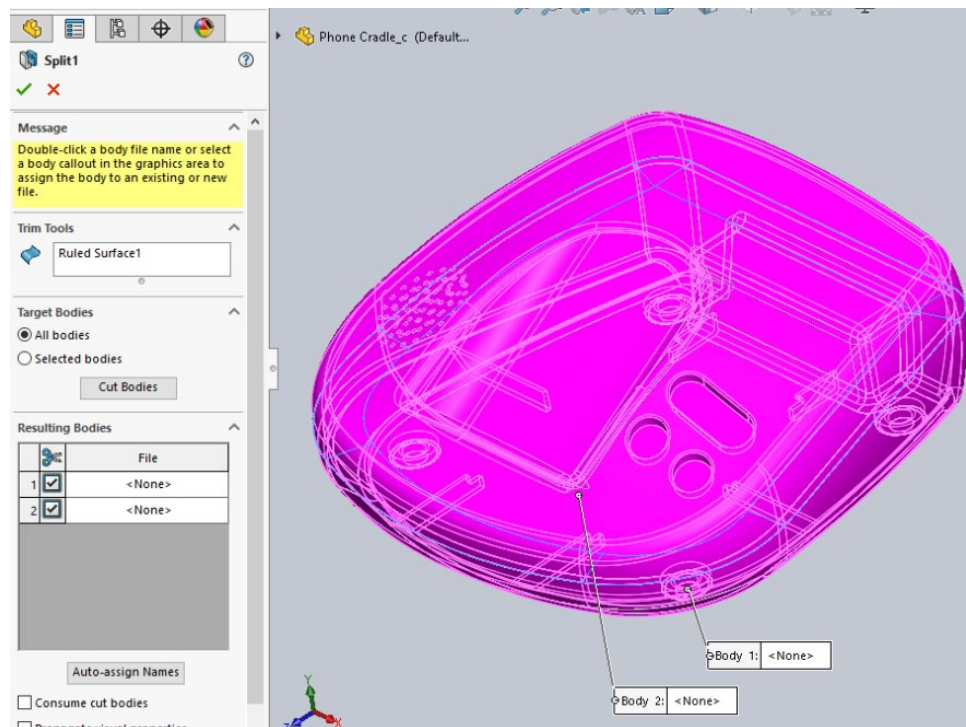 Phone Cradle_c (Default...
Split1
Message
Double-click a body file name or select
a body callout in the graphics area to
assign the body to an existing or new
file.
Trim Tools
Ruled Surface1
Target Bodies
All bodies
Selected bodies
Cut Bodies
Resulting Bodies
File
1 <None>
2 <None>
Auto-assign Names
Consume cut bodies
Propagate visual properties
Body 1: <None>
Body 2: <None>
Y
Z
X